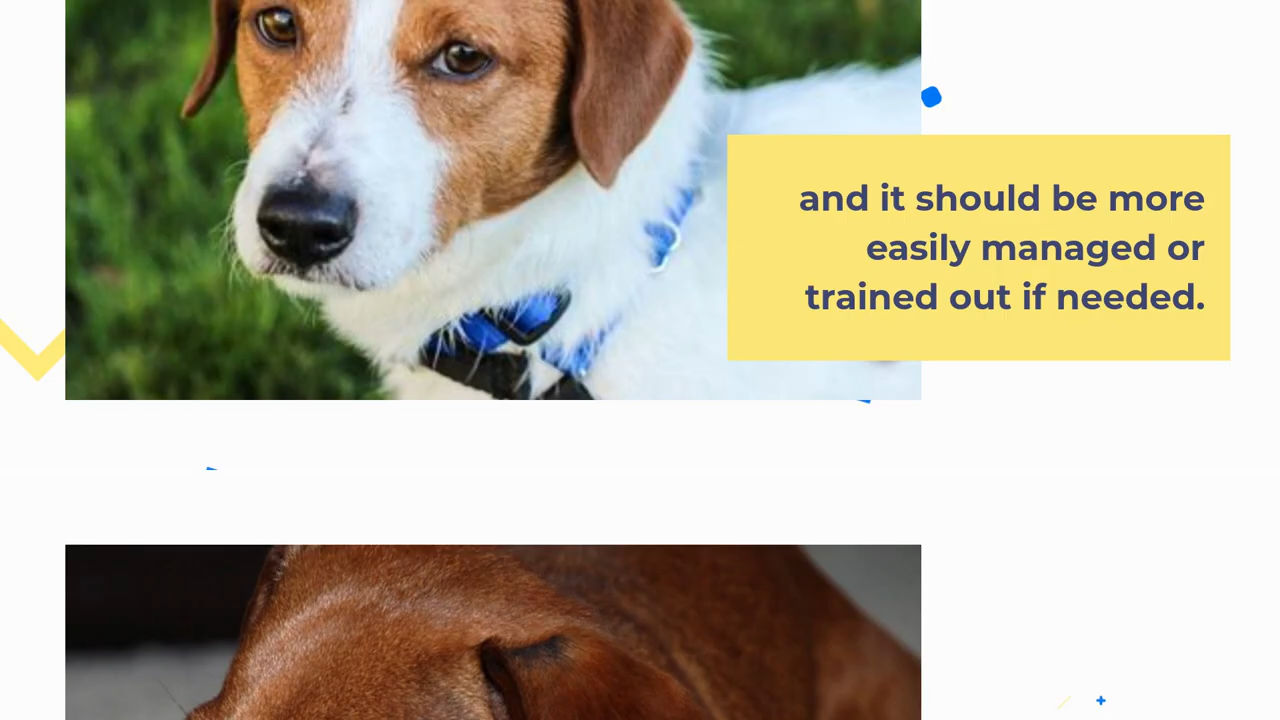 and it should be more
easily managed or
trained out if needed.